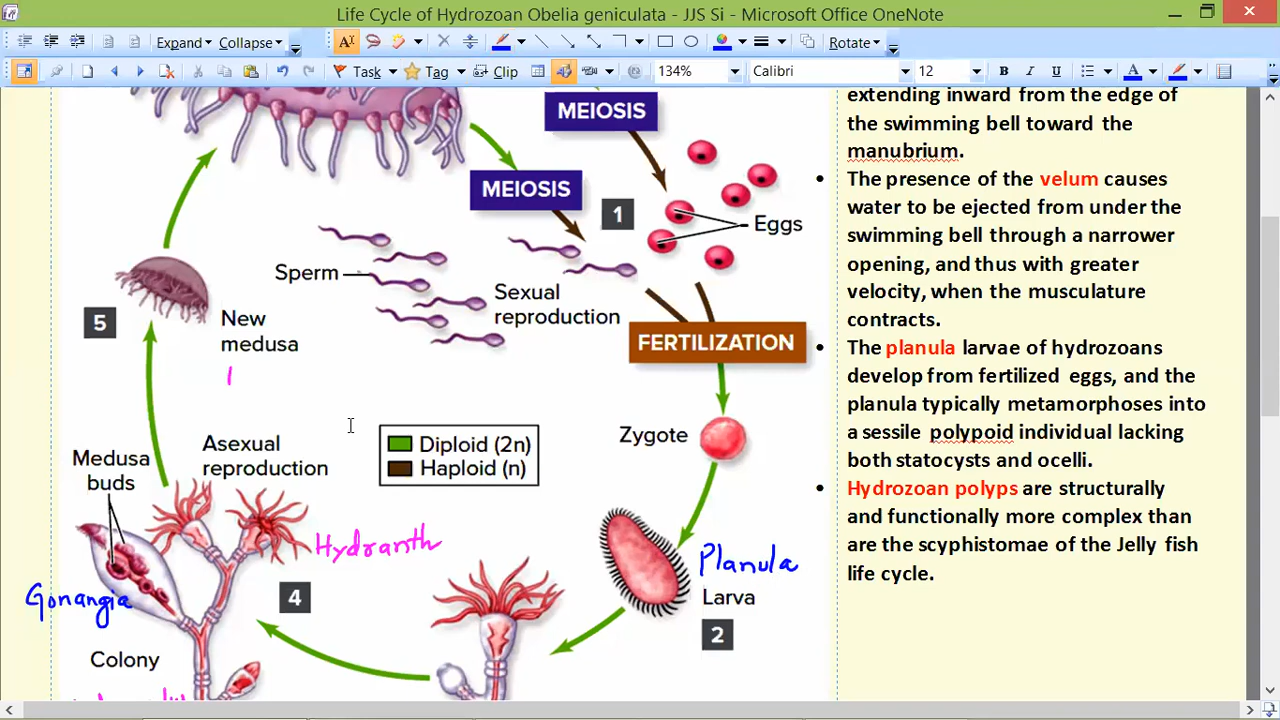 Life Cycle of Hydrozoan Obelia geniculata - JJS Si - Microsoft Office OneNote
Expand Collapse Rotate
Task Tag Clip 134% Calibri 12 B I U A
MEIOSIS
MEIOSIS
1
Eggs
Sperm
Sexual
reproduction
5
New
medusa
FERTILIZATION
Diploid (2n)
Haploid (n)
Zygote
Asexual
reproduction
Medusa
buds
Hydranth
Planula
Larva
2
Gonangia
4
Colony
extending inward from the edge of
the swimming bell toward the
manubrium.
• The presence of the velum causes
water to be ejected from under the
swimming bell through a narrower
opening, and thus with greater
velocity, when the musculature
contracts.
• The planula larvae of hydrozoans
develop from fertilized eggs, and the
planula typically metamorphoses into
a sessile polypoid individual lacking
both statocysts and ocelli.
• Hydrozoan polyps are structurally
and functionally more complex than
are the scyphistomae of the Jelly fish
life cycle.